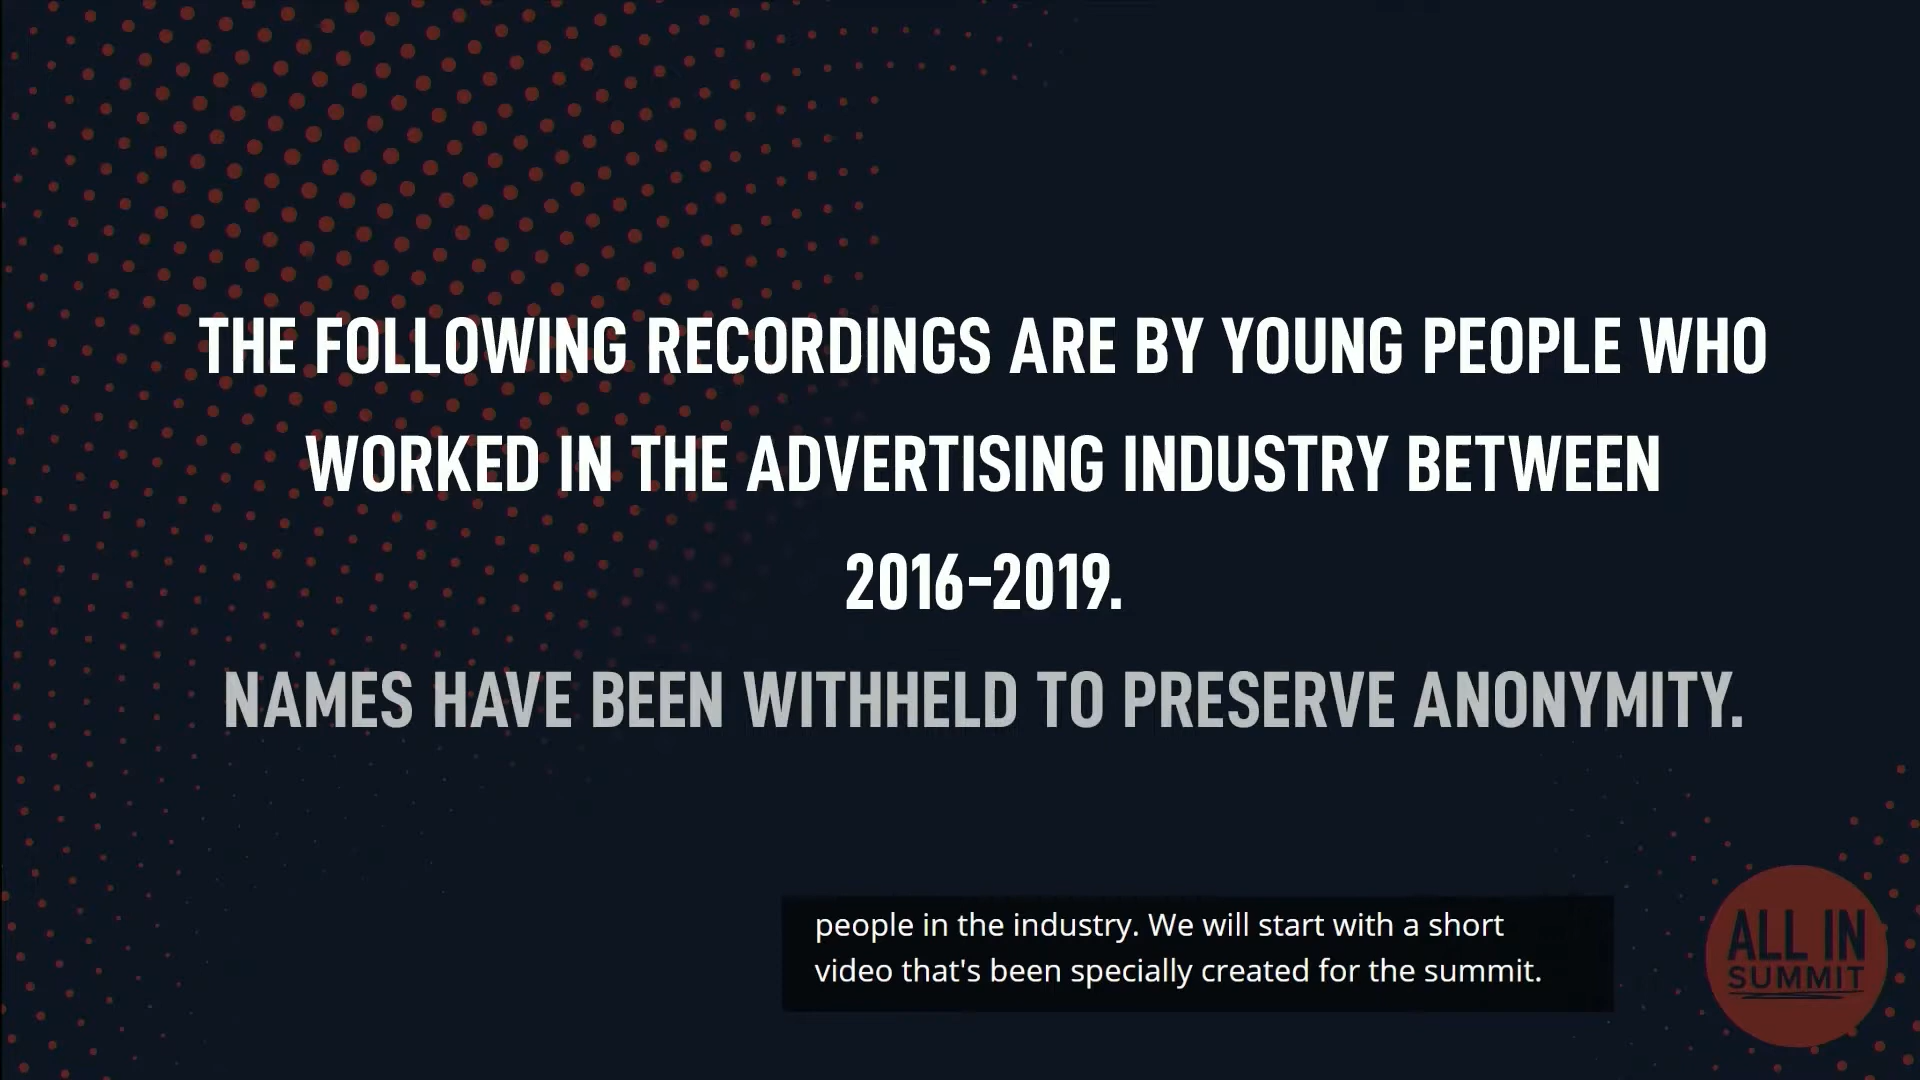 THE FOLLOWING RECORDINGS ARE BY YOUNG PEOPLE WHO
WORKED IN THE ADVERTISING INDUSTRY BETWEEN
2016-2019.
NAMES HAVE BEEN WITHHELD TO PRESERVE ANONYMITY.
people in the industry. We will start with a short
video that's been specially created for the summit.
ALL IN
SUMMIT